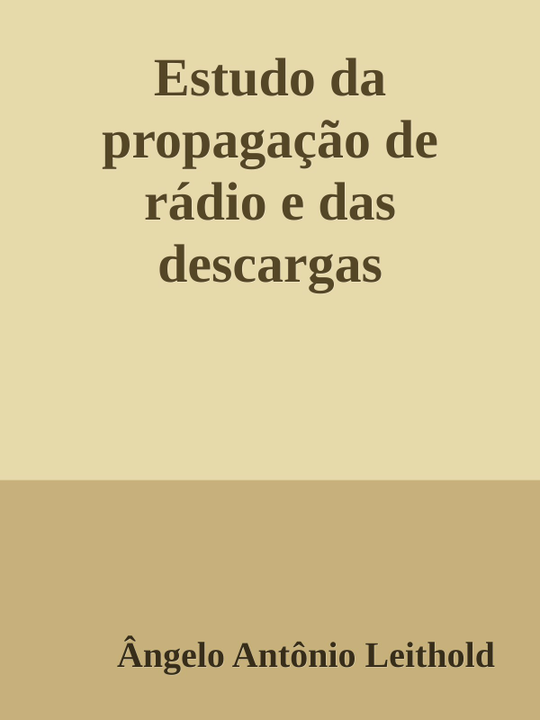 Estudo da
propagação de
rádio e das
descargas
Ângelo Antônio Leithold